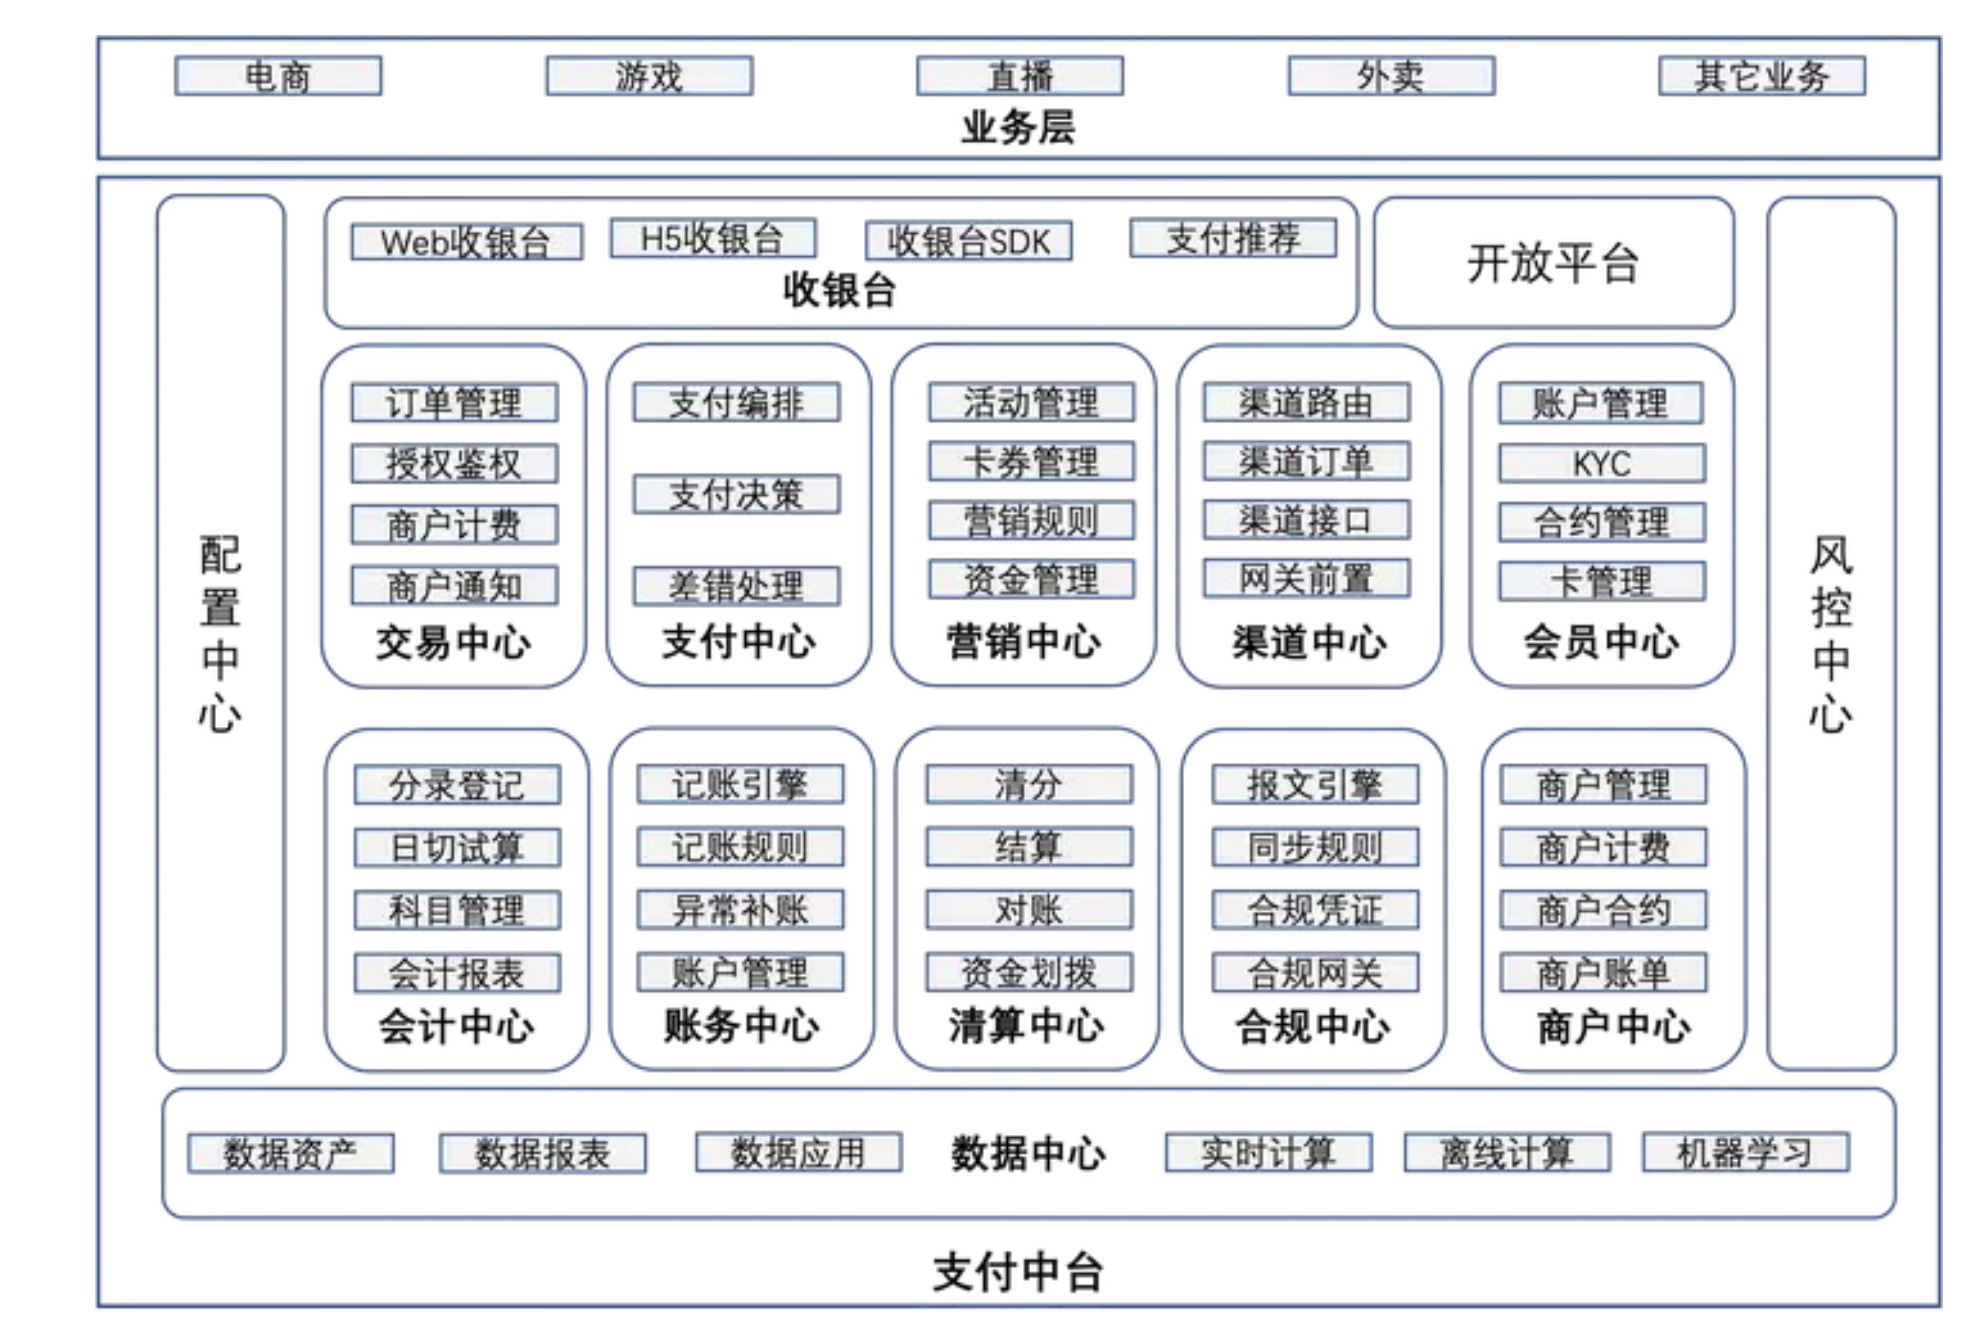 电商 游戏 直播 外卖 其它业务
业务层
Web收银台 H5收银台 收银台SDK 支付推荐
收银台
开放平台
配置中心
订单管理
授权鉴权
商户计费
商户通知
交易中心
支付编排
支付决策
差错处理
支付中心
活动管理
卡券管理
营销规则
资金管理
营销中心
渠道路由
渠道订单
渠道接口
网关前置
渠道中心
账户管理
KYC
合约管理
卡管理
会员中心
风控中心
分录登记
日切试算
科目管理
会计报表
会计中心
记账引擎
记账规则
异常补账
账户管理
账务中心
清分
结算
对账
资金划拨
清算中心
报文引擎
同步规则
合规凭证
合规网关
合规中心
商户管理
商户计费
商户合约
商户账单
商户中心
数据资产 数据报表 数据应用 数据中心 实时计算 离线计算 机器学习
支付中台